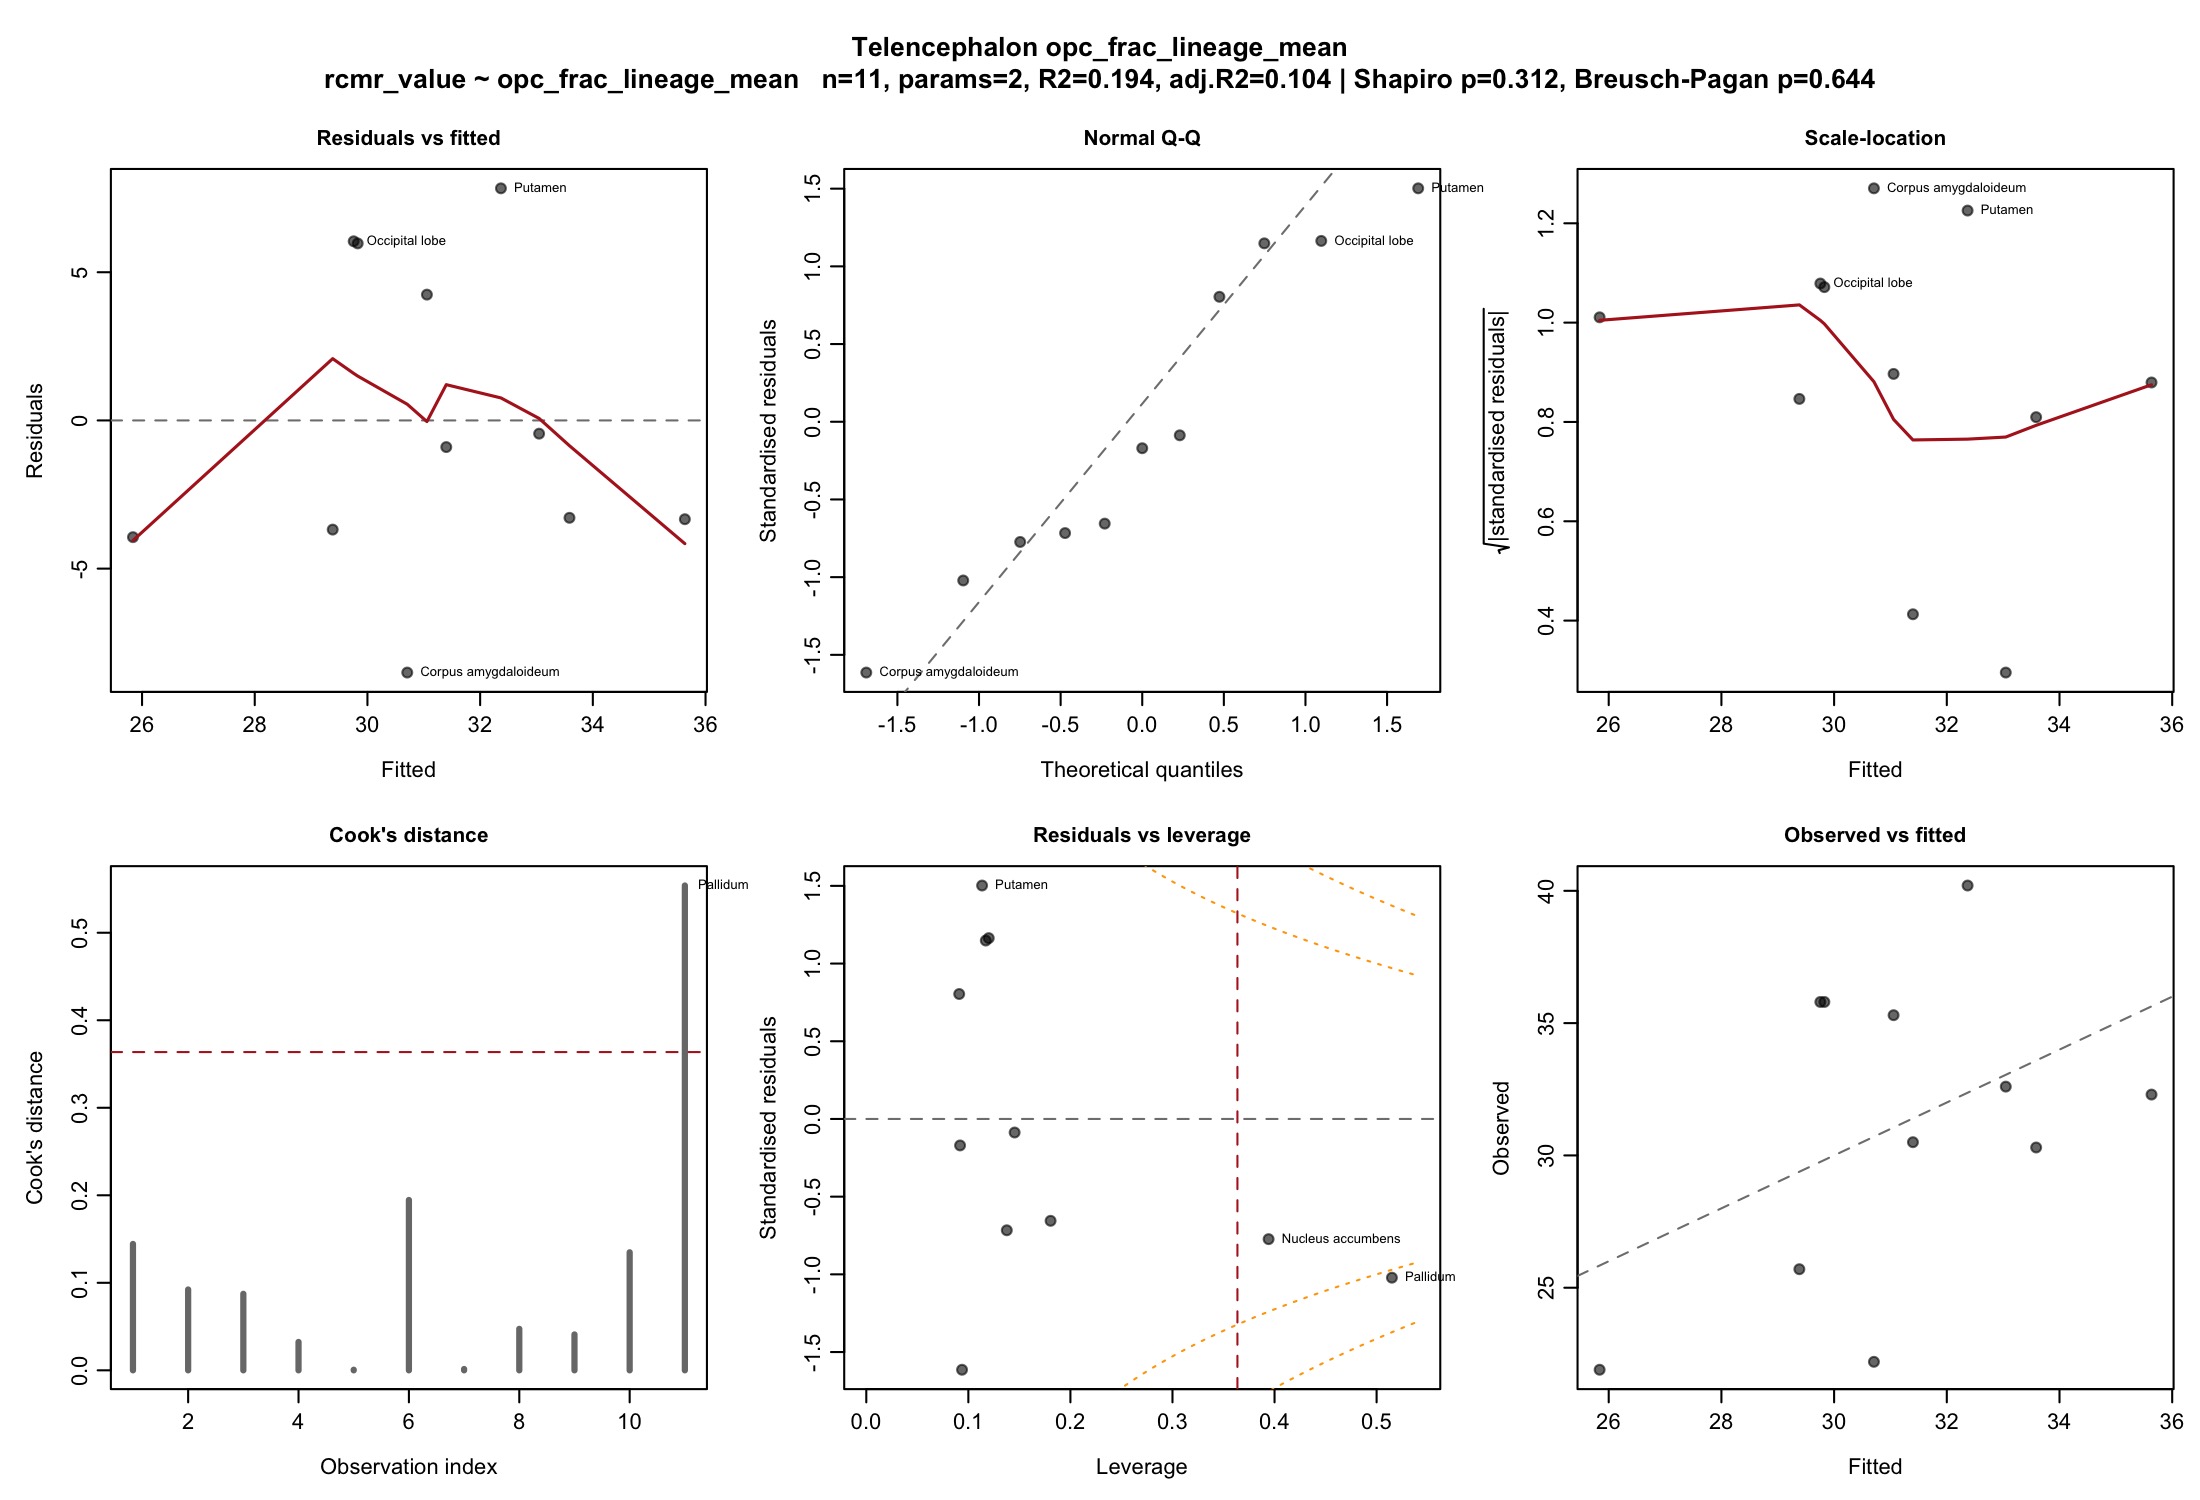 Telencephalon opc_frac_lineage_mean
rcmr_value ~ opc_frac_lineage_mean   n=11, params=2, R2=0.194, adj.R2=0.104 | Shapiro p=0.312, Breusch-Pagan p=0.644
Residuals vs fitted
Residuals
5
0
-5
Putamen
Occipital lobe
Corpus amygdaloideum
26 28 30 32 34 36
Fitted
Normal Q-Q
Standardised residuals
1.5
1.0
0.5
0.0
-0.5
-1.0
-1.5
Putamen
Occipital lobe
Corpus amygdaloideum
-1.5 -1.0 -0.5 0.0 0.5 1.0 1.5
Theoretical quantiles
Scale-location
√|standardised residuals|
1.2
1.0
0.8
0.6
0.4
Corpus amygdaloideum
Putamen
Occipital lobe
26 28 30 32 34 36
Fitted
Cook's distance
Cook's distance
0.5
0.4
0.3
0.2
0.1
0.0
Pallidum
2 4 6 8 10
Observation index
Residuals vs leverage
Standardised residuals
1.5
1.0
0.5
0.0
-0.5
-1.0
-1.5
Putamen
Nucleus accumbens
Pallidum
0.0 0.1 0.2 0.3 0.4 0.5
Leverage
Observed vs fitted
Observed
40
35
30
25
26 28 30 32 34 36
Fitted